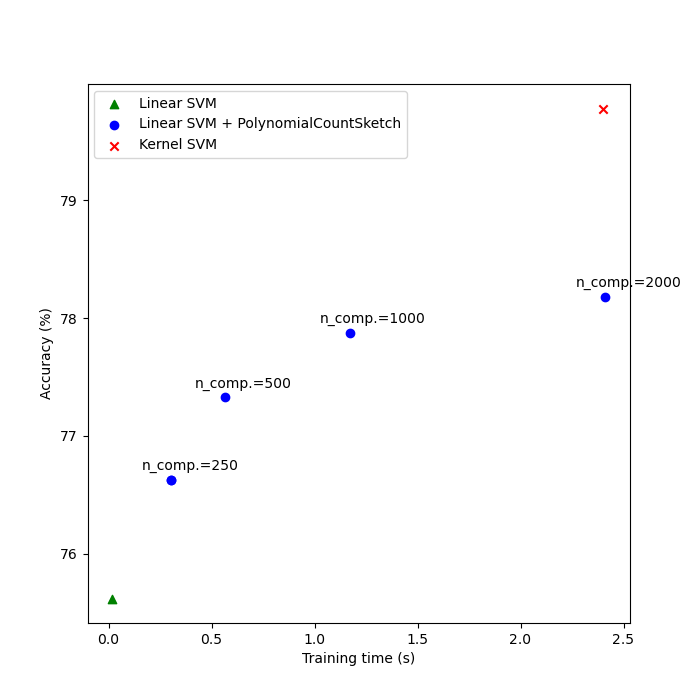 Linear SVM
Linear SVM + PolynomialCountSketch
Kernel SVM
79
n_comp.=2000
78
n_comp.=1000
n_comp.=500
77
n_comp.=250
76
Accuracy (%)
0.0 0.5 1.0 1.5 2.0 2.5
Training time (s)